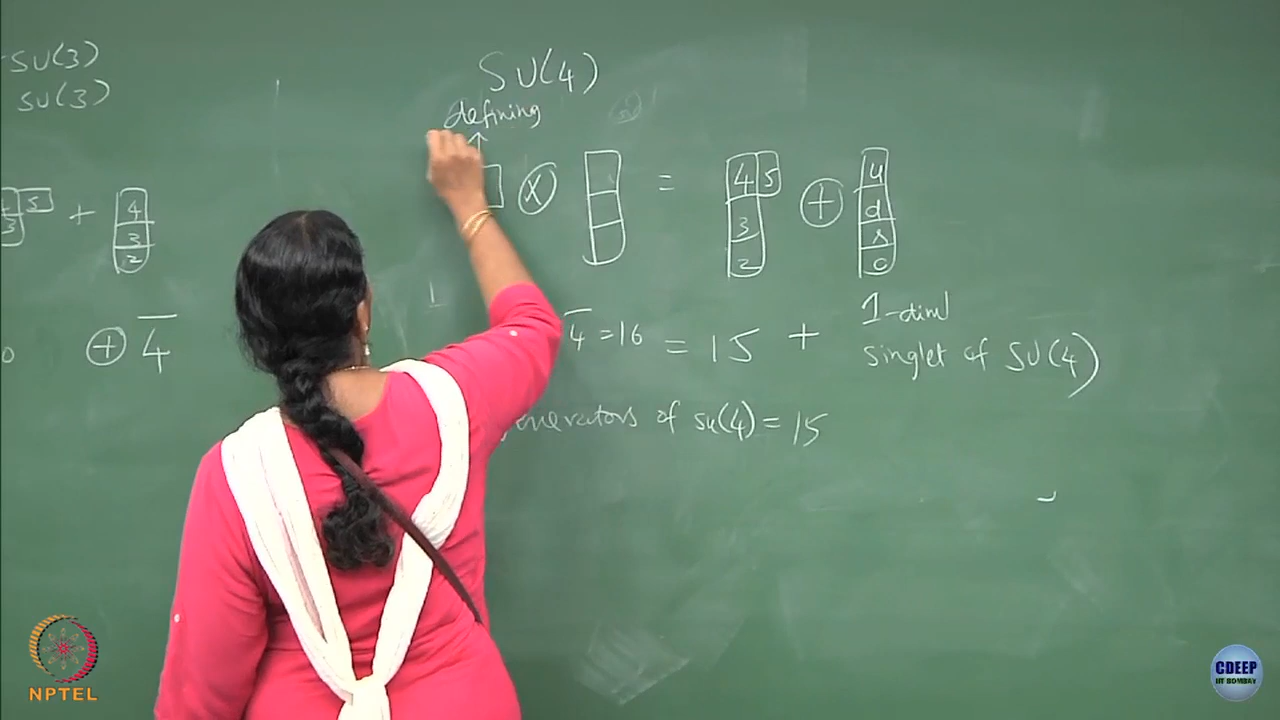 SU(3)
SU(3)
SU(4)
defining
⊗ = 4 5 ⊕ u
3 d
2 s
c
5 + 4
3 3
2
⊕ 4̄
4̄ = 16 = 15 + 1-diml
singlet of SU(4)
generators of su(4) = 15
NPTEL
CDEEP
IIT BOMBAY